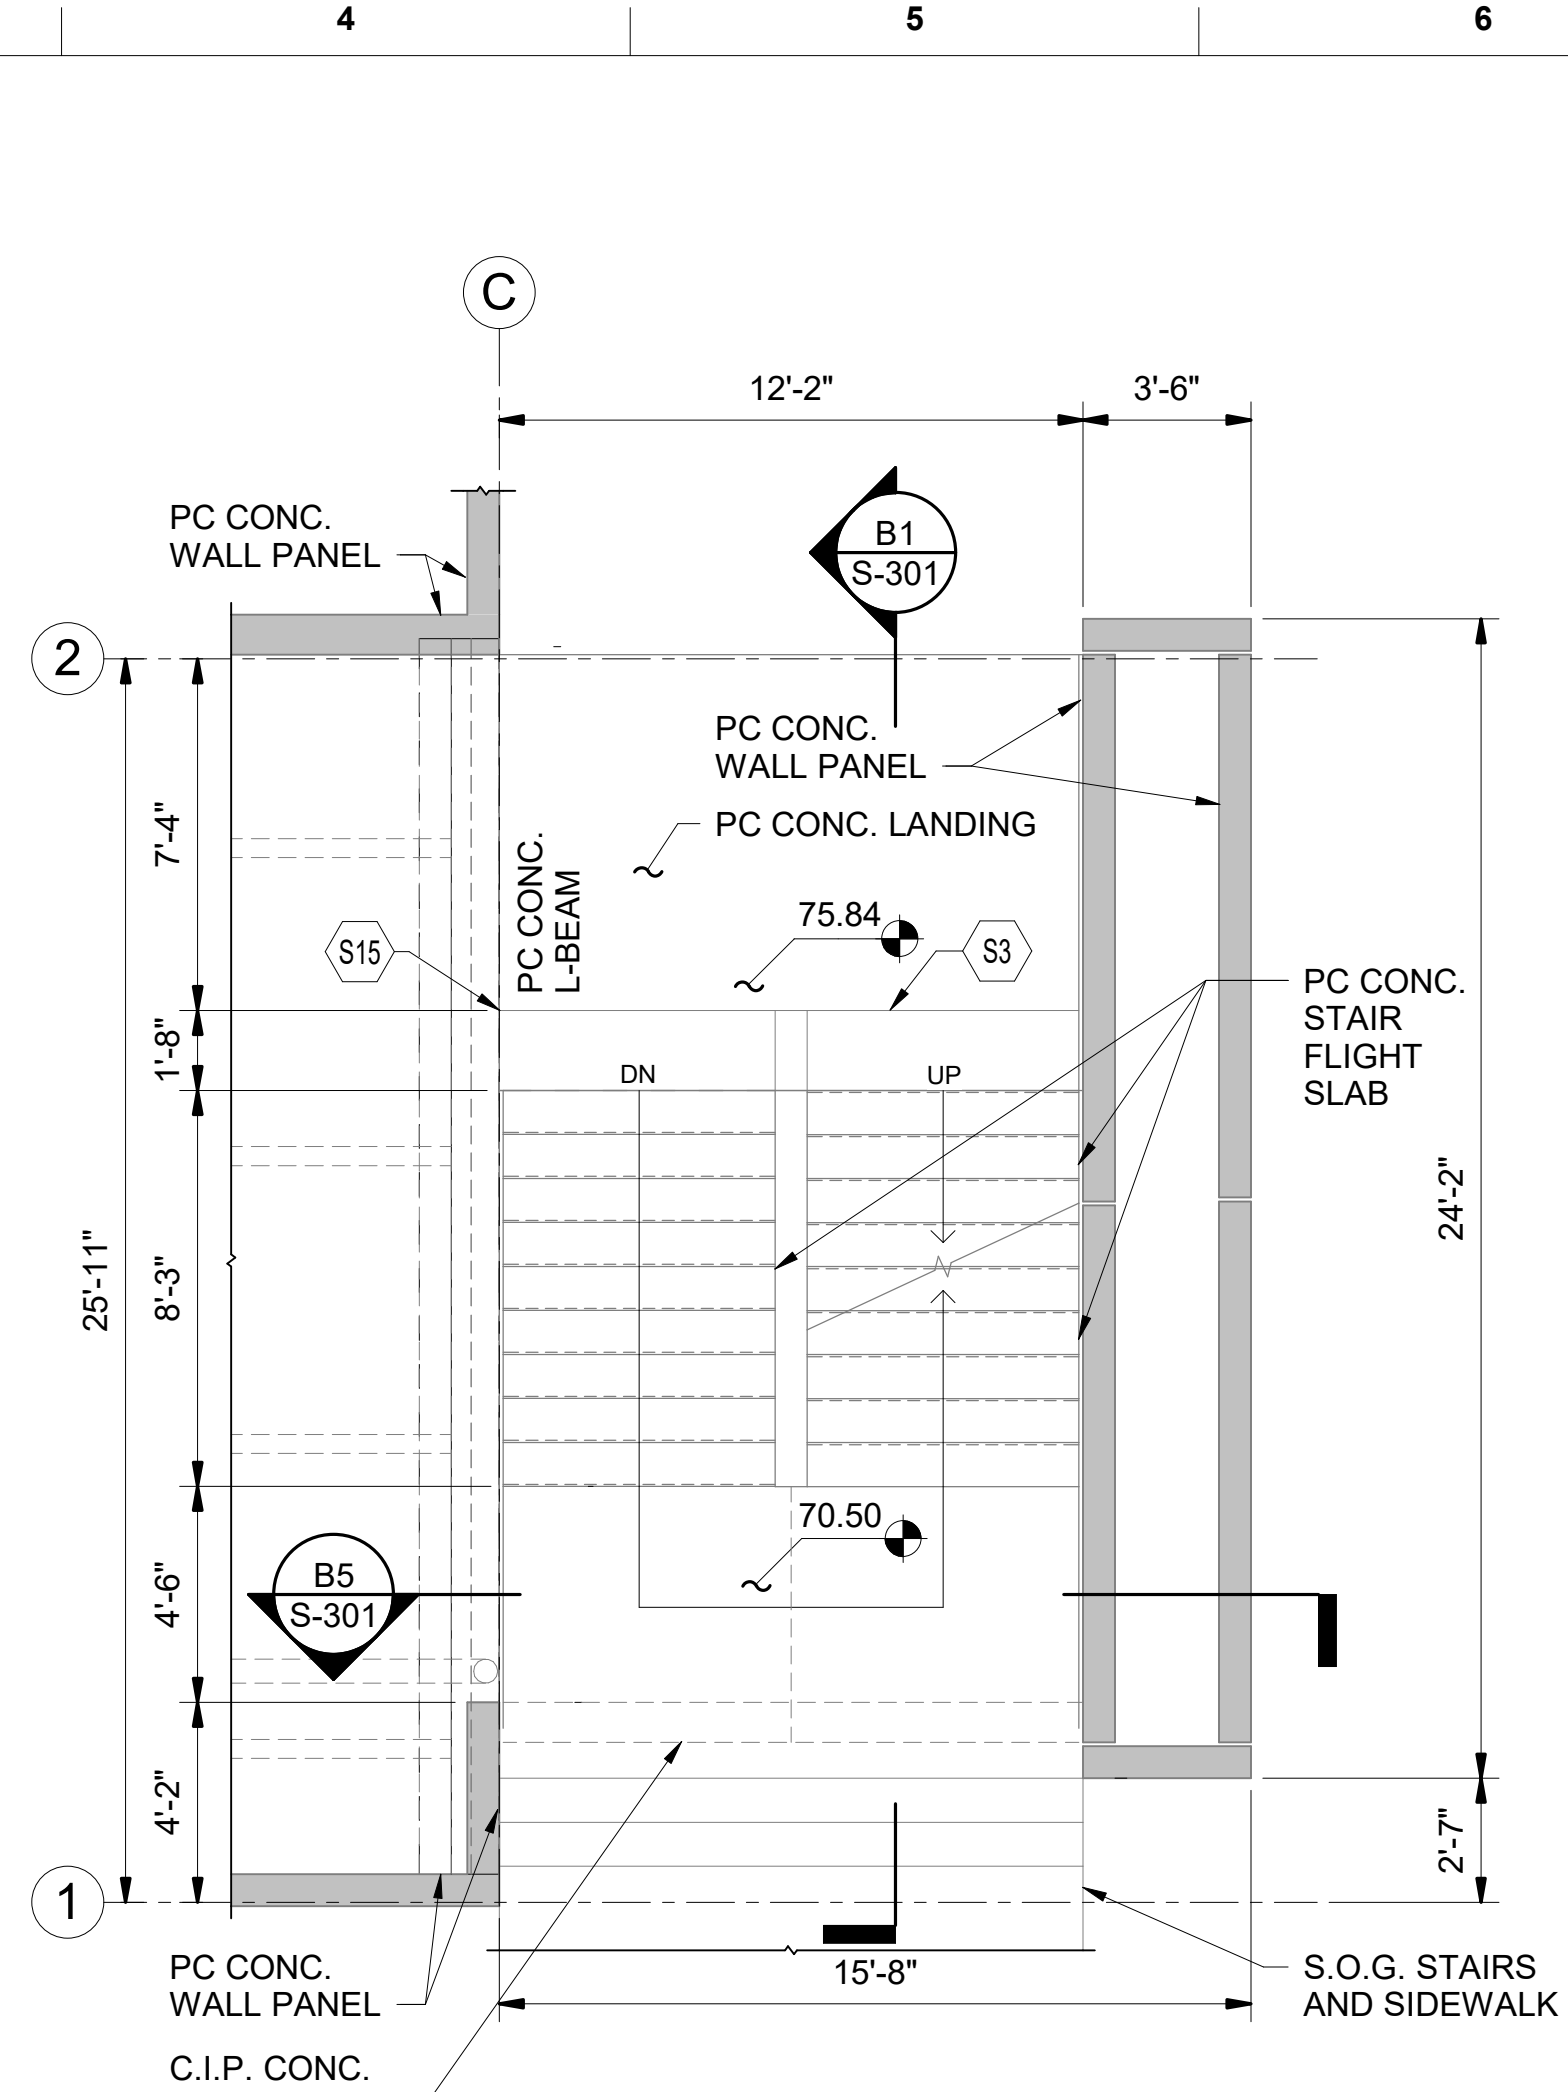 4
5
6
C
12'-2"
3'-6"
PC CONC.
WALL PANEL
B1
S-301
2
PC CONC.
WALL PANEL
PC CONC. LANDING
7'-4"
PC CONC.
L-BEAM
75.84
S15
S3
PC CONC.
STAIR
FLIGHT
SLAB
1'-8"
DN
UP
24'-2"
25'-11"
8'-3"
70.50
B5
S-301
4'-6"
4'-2"
2'-7"
1
PC CONC.
WALL PANEL
15'-8"
S.O.G. STAIRS
AND SIDEWALK
C.I.P. CONC.